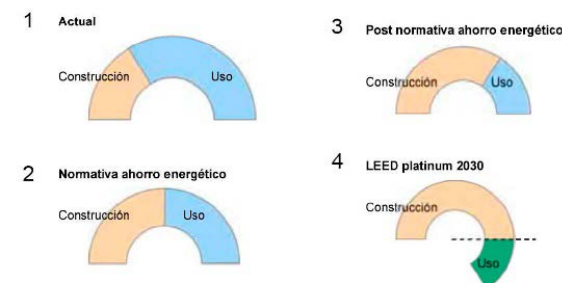 1 Actual
Construcción Uso
2 Normativa ahorro energético
Construcción Uso
3 Post normativa ahorro energético
Construcción Uso
4 LEED platinum 2030
Construcción
Uso